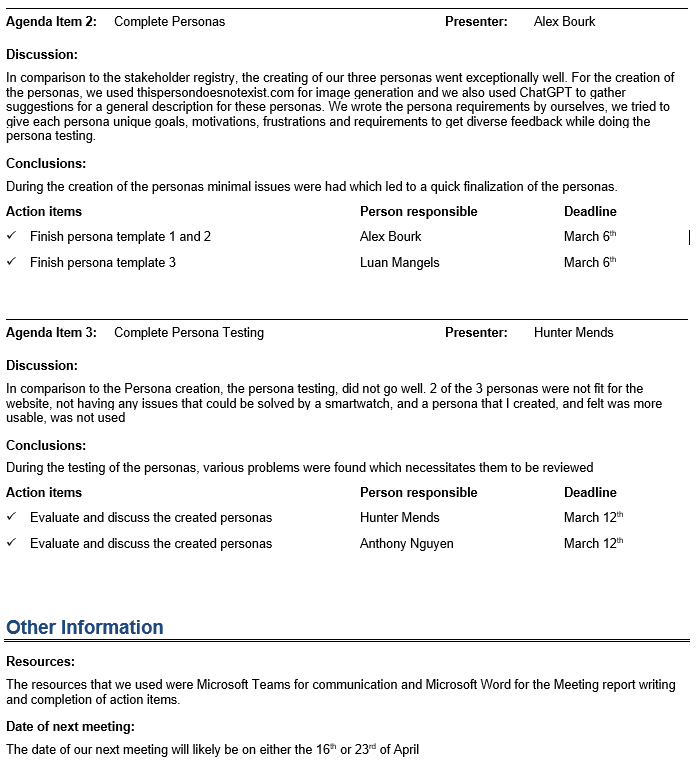 Agenda Item 2: Complete Personas Presenter: Alex Bourk
Discussion:
In comparison to the stakeholder registry, the creating of our three personas went exceptionally well. For the creation of
the personas, we used thispersondoesnotexist.com for image generation and we also used ChatGPT to gather
suggestions for a general description for these personas. We wrote the persona requirements by ourselves, we tried to
give each persona unique goals, motivations, frustrations and requirements to get diverse feedback while doing the
persona testing.
Conclusions:
During the creation of the personas minimal issues were had which led to a quick finalization of the personas.
Action items Person responsible Deadline
✓ Finish persona template 1 and 2 Alex Bourk March 6th
✓ Finish persona template 3 Luan Mangels March 6th
Agenda Item 3: Complete Persona Testing Presenter: Hunter Mends
Discussion:
In comparison to the Persona creation, the persona testing, did not go well. 2 of the 3 personas were not fit for the
website, not having any issues that could be solved by a smartwatch, and a persona that I created, and felt was more
usable, was not used
Conclusions:
During the testing of the personas, various problems were found which necessitates them to be reviewed
Action items Person responsible Deadline
✓ Evaluate and discuss the created personas Hunter Mends March 12th
✓ Evaluate and discuss the created personas Anthony Nguyen March 12th
Other Information
Resources:
The resources that we used were Microsoft Teams for communication and Microsoft Word for the Meeting report writing
and completion of action items.
Date of next meeting:
The date of our next meeting will likely be on either the 16th or 23rd of April